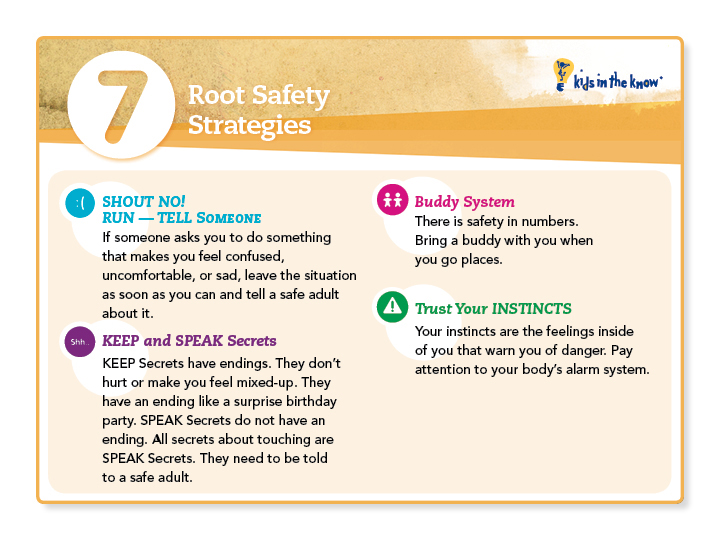 7
Root Safety
Strategies
kids in the know
:(
SHOUT NO!
RUN — TELL SOMEONE
If someone asks you to do something
that makes you feel confused,
uncomfortable, or sad, leave the situation
as soon as you can and tell a safe adult
about it.
Shh..
KEEP and SPEAK Secrets
KEEP Secrets have endings. They don’t
hurt or make you feel mixed-up. They
have an ending like a surprise birthday
party. SPEAK Secrets do not have an
ending. All secrets about touching are
SPEAK Secrets. They need to be told
to a safe adult.
Buddy System
There is safety in numbers.
Bring a buddy with you when
you go places.
Trust Your INSTINCTS
Your instincts are the feelings inside
of you that warn you of danger. Pay
attention to your body’s alarm system.